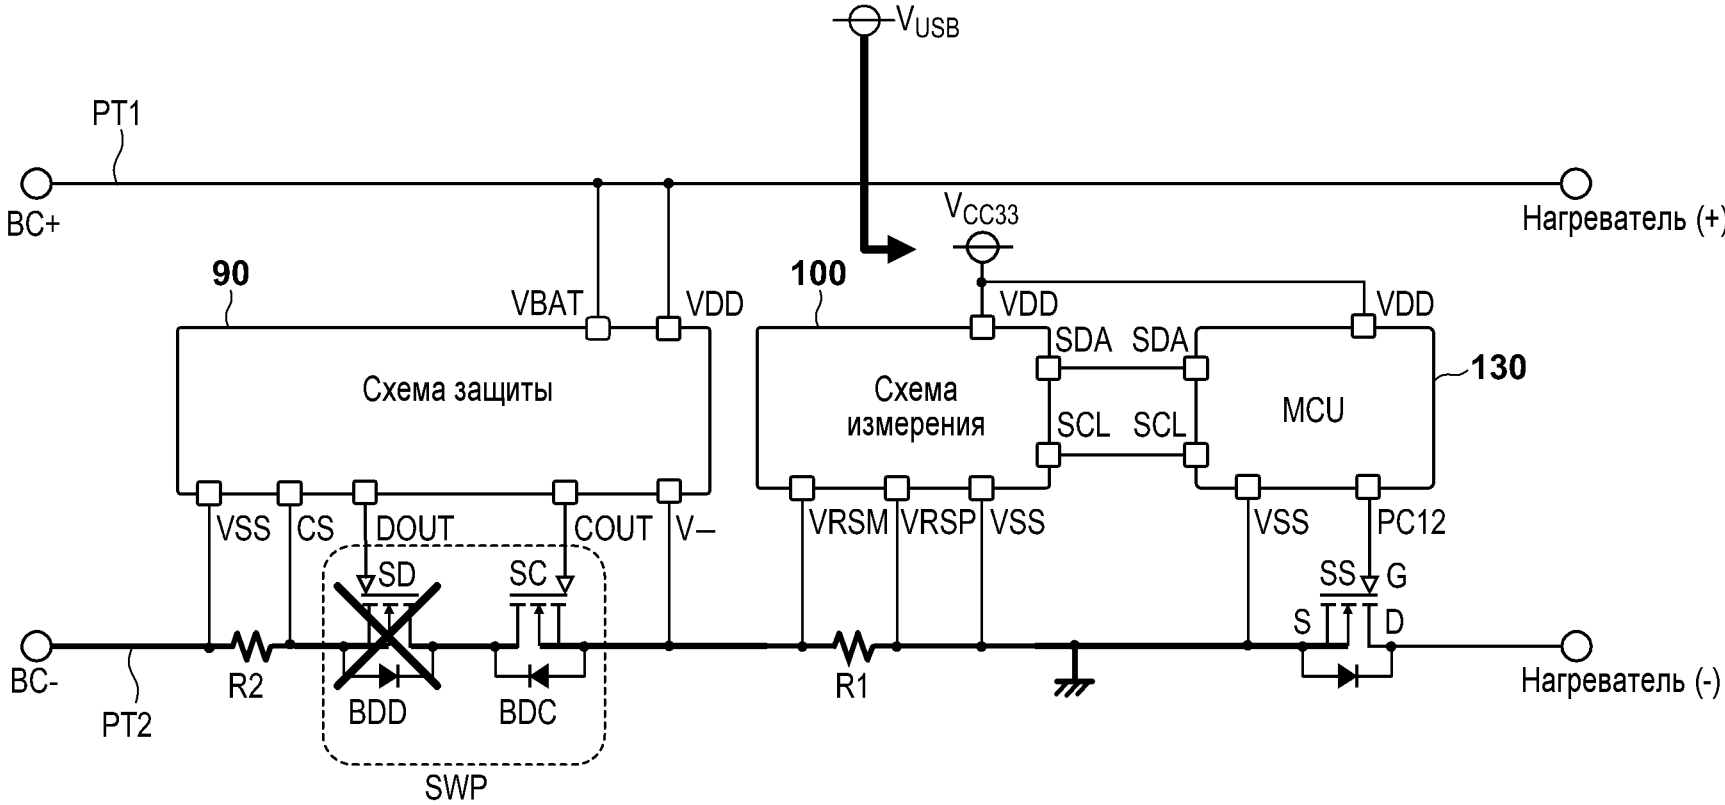 VUSB
PT1
BC+
VCC33
Нагреватель (+)
90
VBAT
VDD
100
VDD
VDD
SDA
SDA
130
Схема защиты
Схема
измерения
MCU
SCL
SCL
VSS
CS
DOUT
COUT
V–
VRSM
VRSP
VSS
VSS
PC12
SD
SC
SS
G
S
D
BC-
R2
R1
Нагреватель (-)
PT2
BDD
BDC
SWP